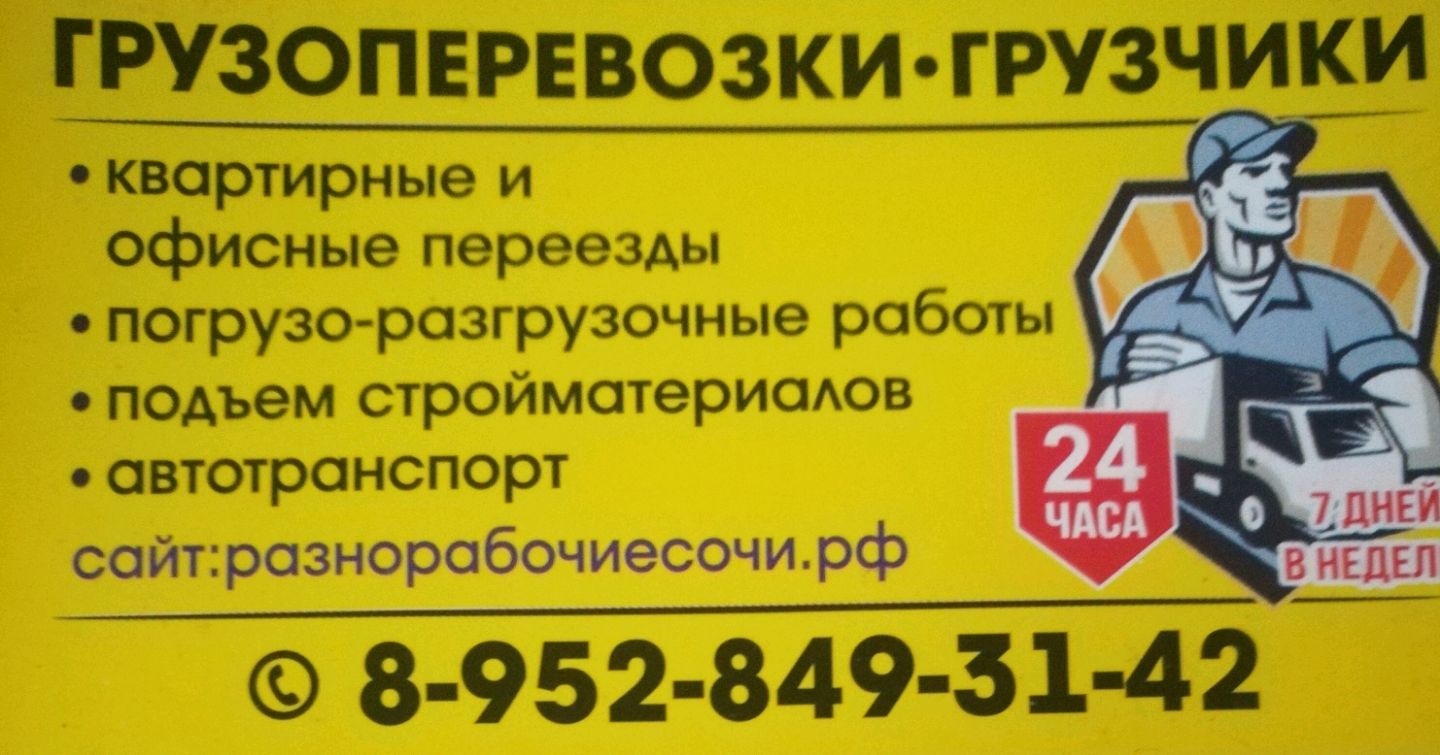 ГРУЗОПЕРЕВОЗКИ•ГРУЗЧИКИ
• квартирные и
офисные переезды
• погрузо-разгрузочные работы
• подъем стройматериалов
• автотранспорт
сайт:разнорабочиесочи.рф
24
ЧАСА
7 ДНЕЙ
В НЕДЕЛ
8-952-849-31-42